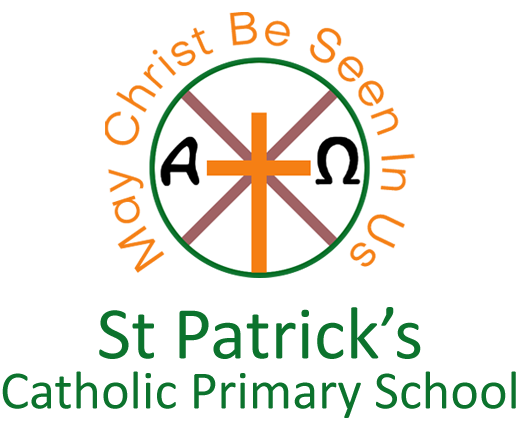 May Christ Be Seen In Us
Α Ω
St Patrick’s
Catholic Primary School